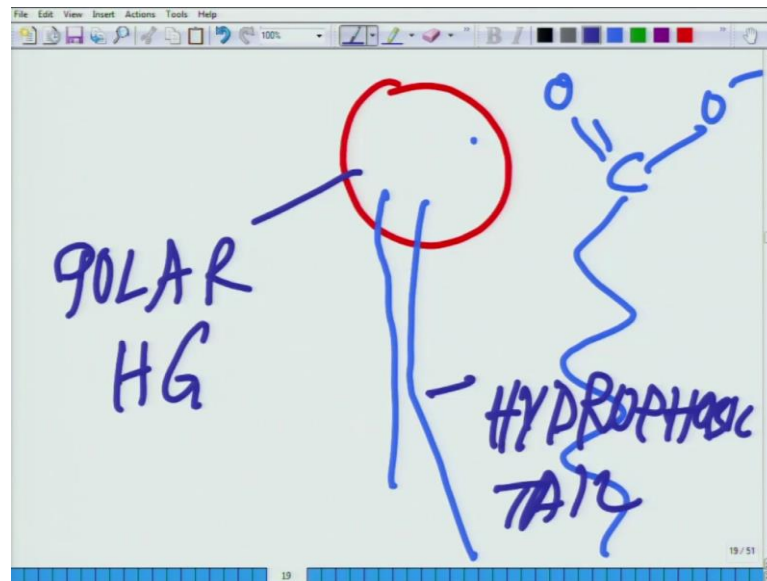 File Edit View Insert Actions Tools Help
100%
B I
O
O
C
POLAR
HG
HYDROPHOBIC
TAIL
19 / 51
19